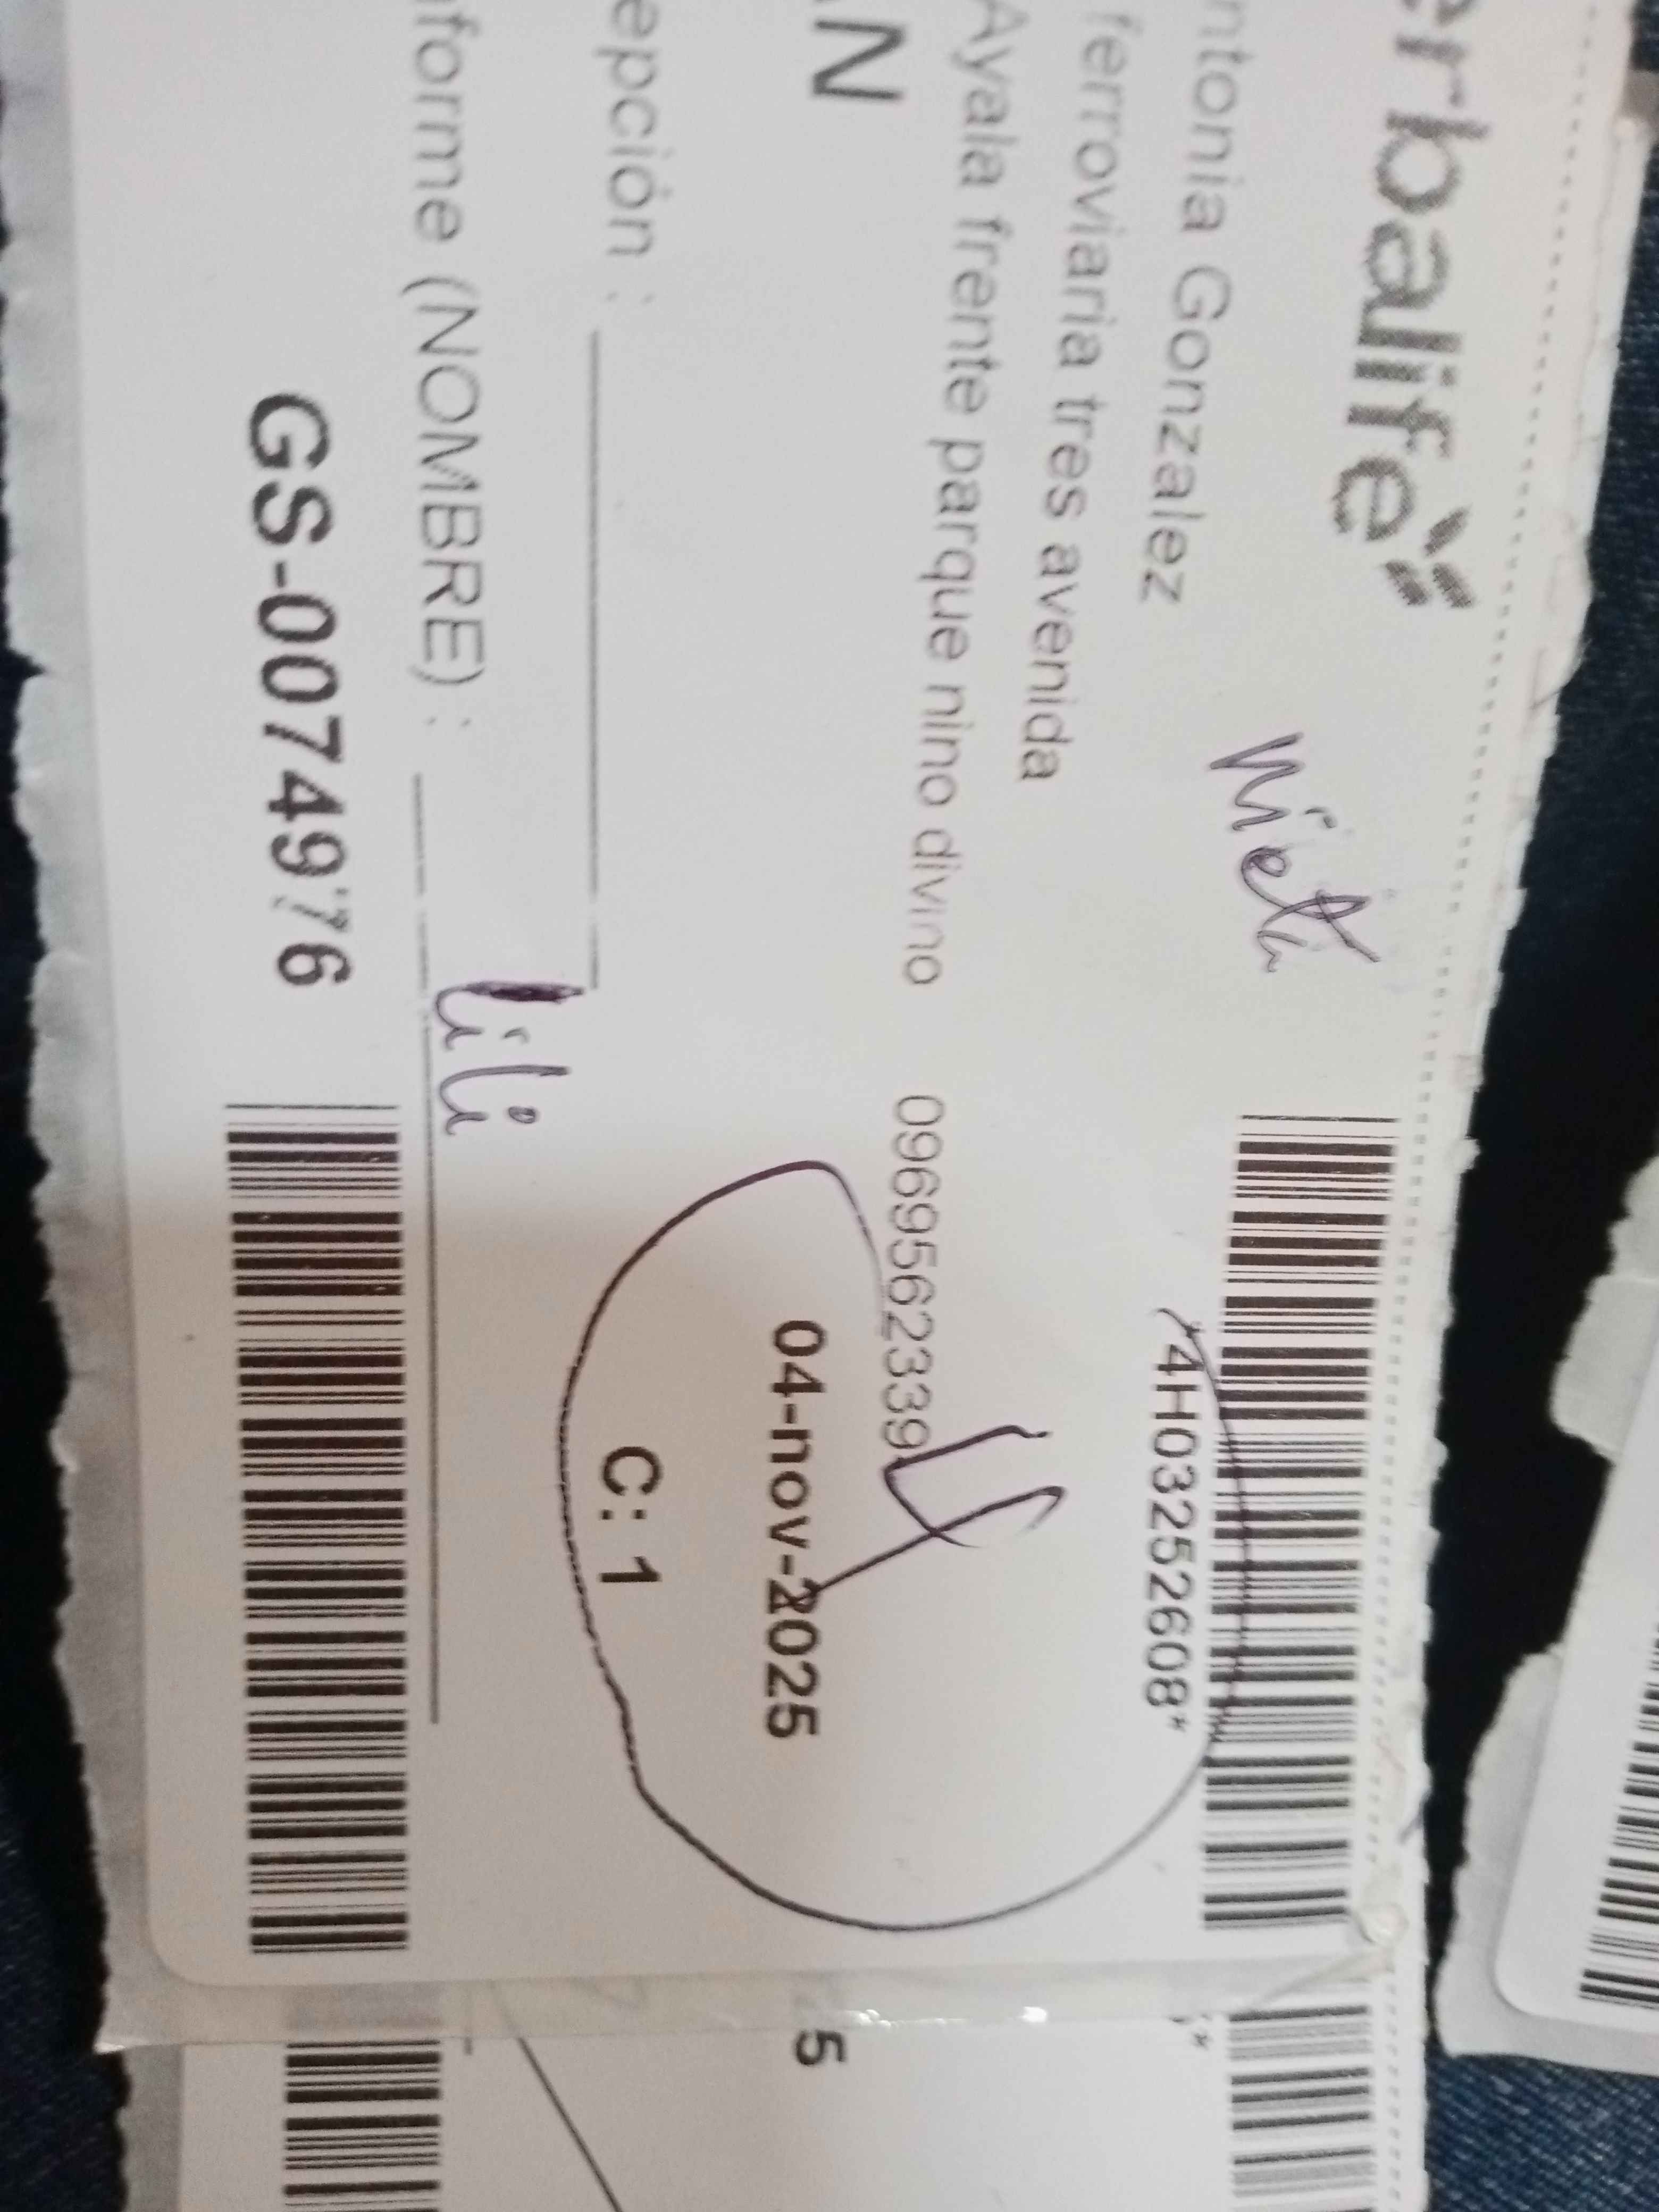 erbalife
*4H03252608*
ntonia Gonzalez
Nieta
ferroviaria tres avenida
Ayala frente parque nino divino
0969562339
N
04-nov-2025
C: 1
epción :
nforme (NOMBRE) :
Lili
GS-0074976
5